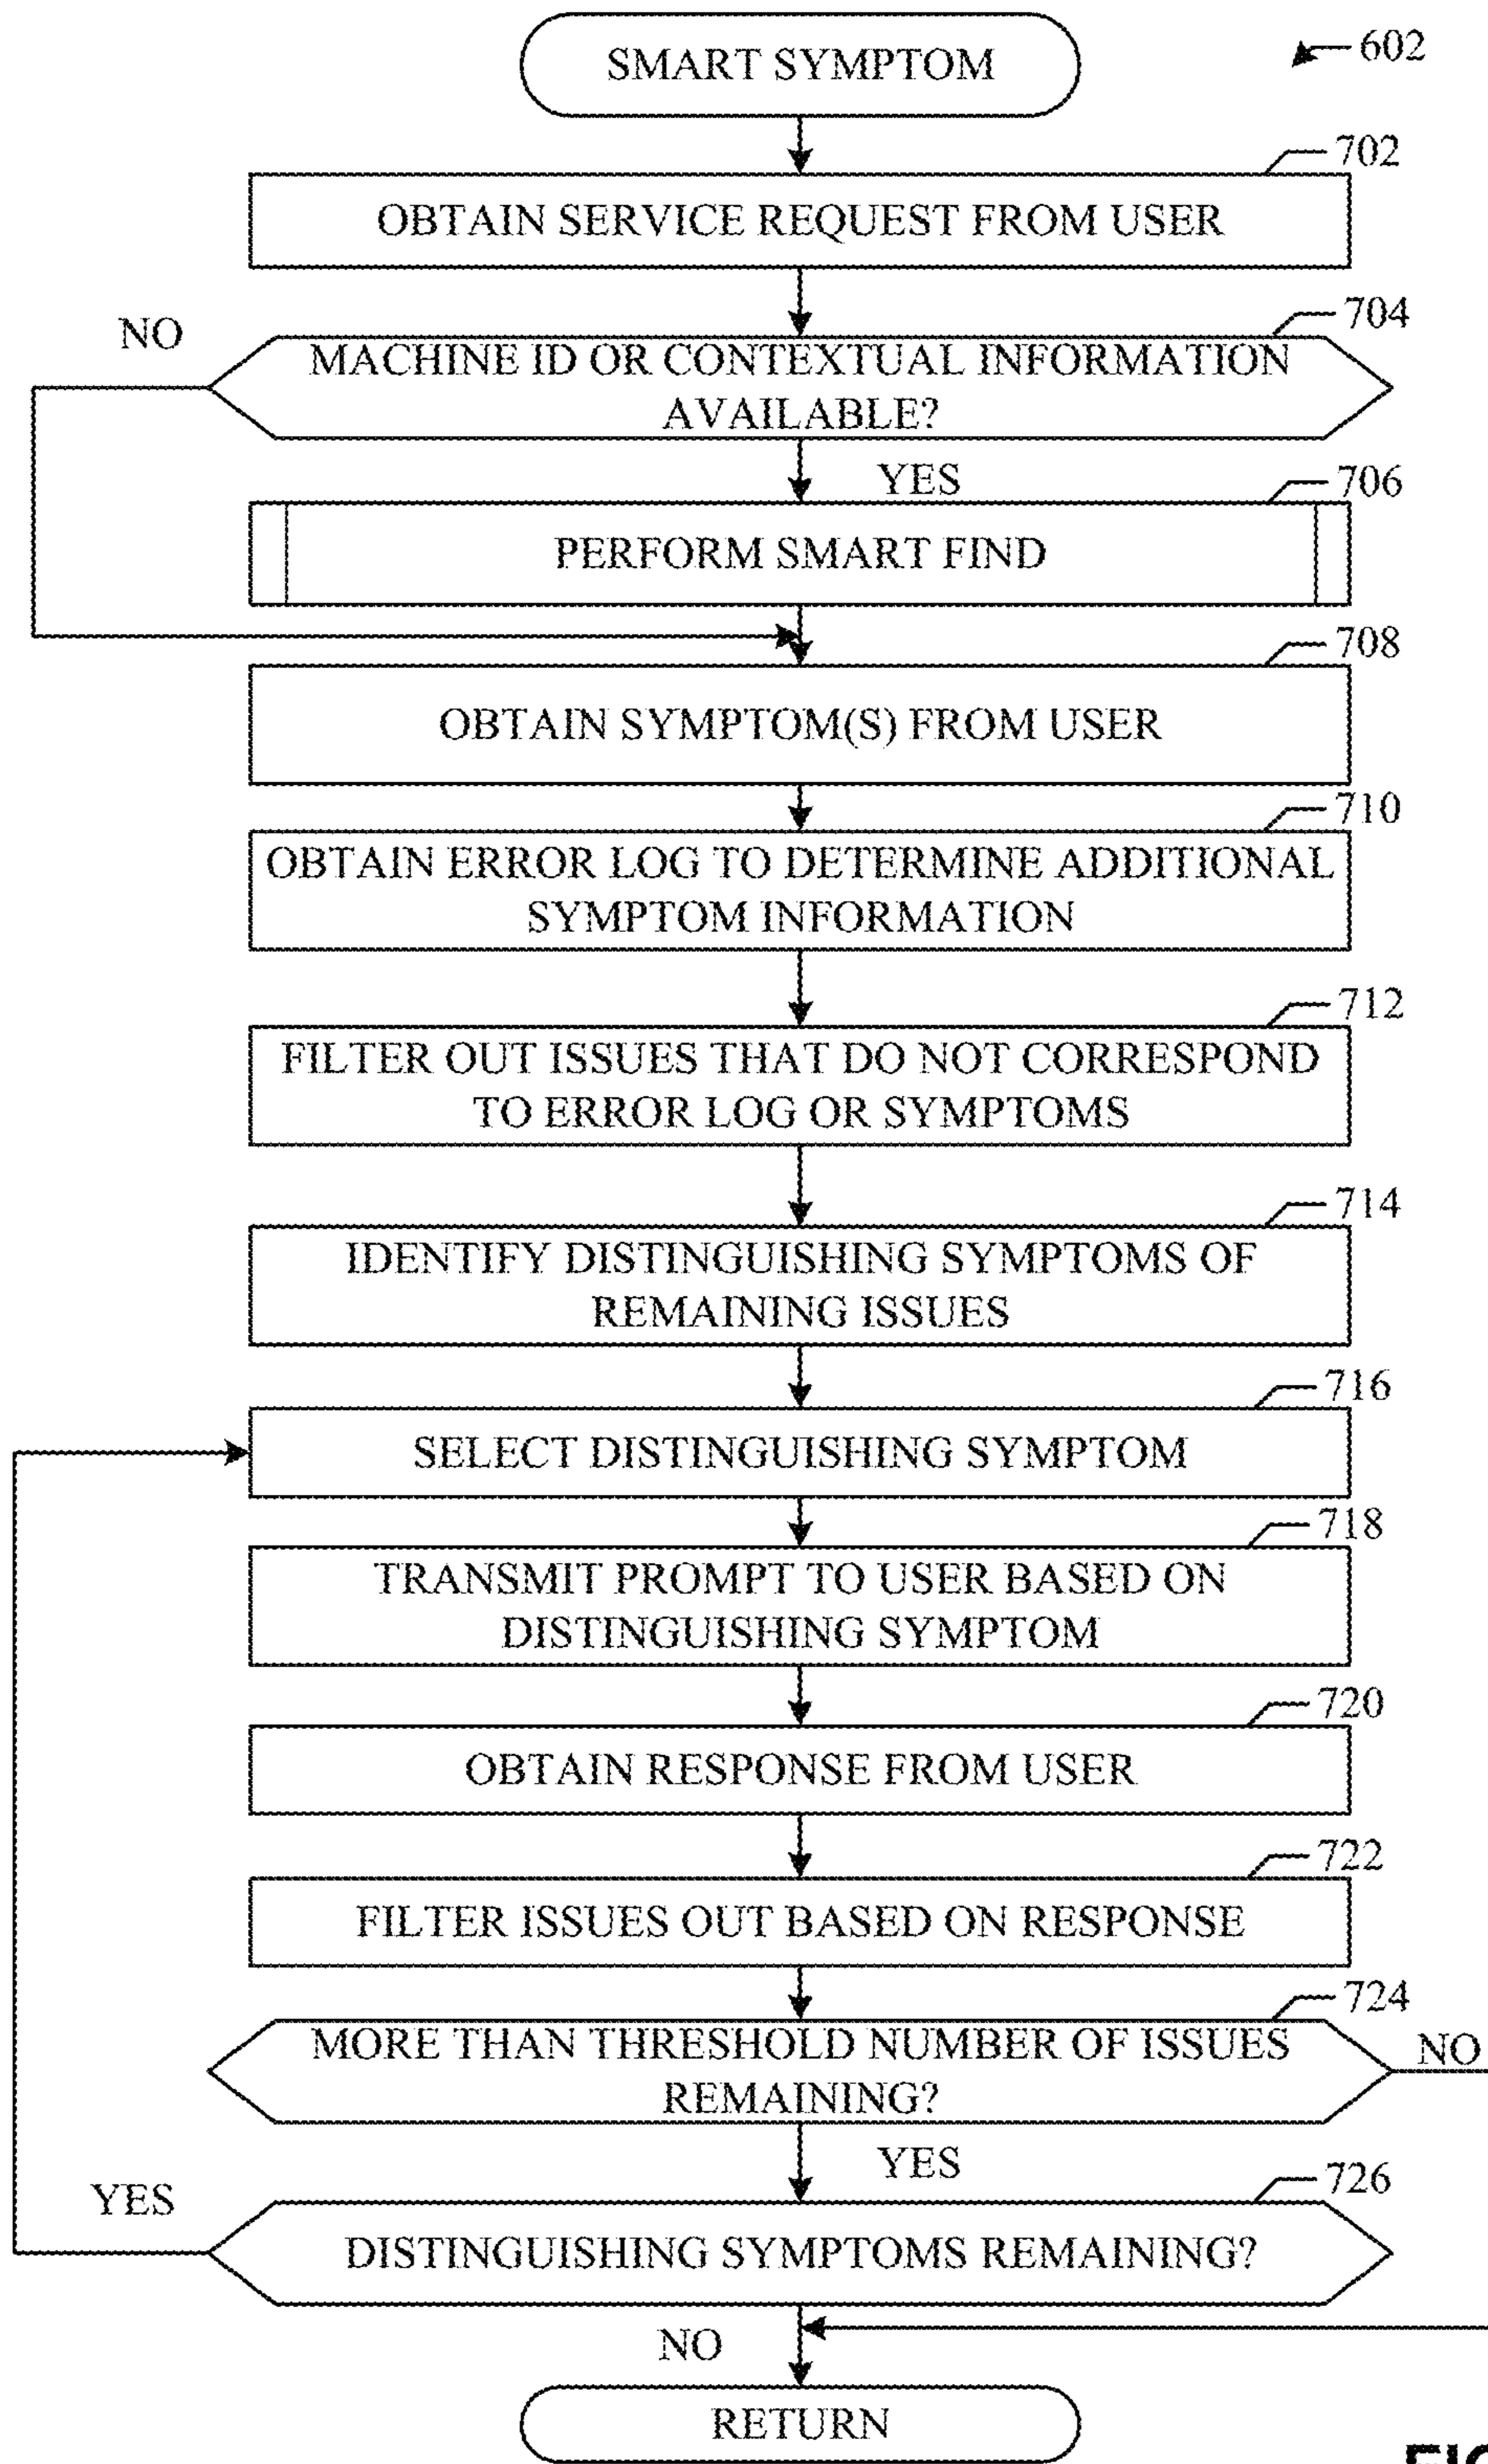 SMART SYMPTOM
602
702
OBTAIN SERVICE REQUEST FROM USER
704
NO
MACHINE ID OR CONTEXTUAL INFORMATION
AVAILABLE?
YES
706
PERFORM SMART FIND
708
OBTAIN SYMPTOM(S) FROM USER
710
OBTAIN ERROR LOG TO DETERMINE ADDITIONAL
SYMPTOM INFORMATION
712
FILTER OUT ISSUES THAT DO NOT CORRESPOND
TO ERROR LOG OR SYMPTOMS
714
IDENTIFY DISTINGUISHING SYMPTOMS OF
REMAINING ISSUES
716
SELECT DISTINGUISHING SYMPTOM
718
TRANSMIT PROMPT TO USER BASED ON
DISTINGUISHING SYMPTOM
720
OBTAIN RESPONSE FROM USER
722
FILTER ISSUES OUT BASED ON RESPONSE
724
MORE THAN THRESHOLD NUMBER OF ISSUES
REMAINING?
NO
YES
726
YES
DISTINGUISHING SYMPTOMS REMAINING?
NO
RETURN